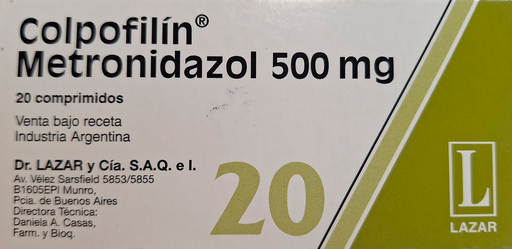 Colpofilín®
Metronidazol 500 mg
20 comprimidos
Venta bajo receta
Industria Argentina
Dr. LAZAR y Cía. S.A.Q. e I.
Av. Vélez Sarsfield 5853/5855
B1605EPI Munro,
Pcia. de Buenos Aires
Directora Técnica:
Daniela A. Casas,
Farm. y Bioq.
20
L
LAZAR